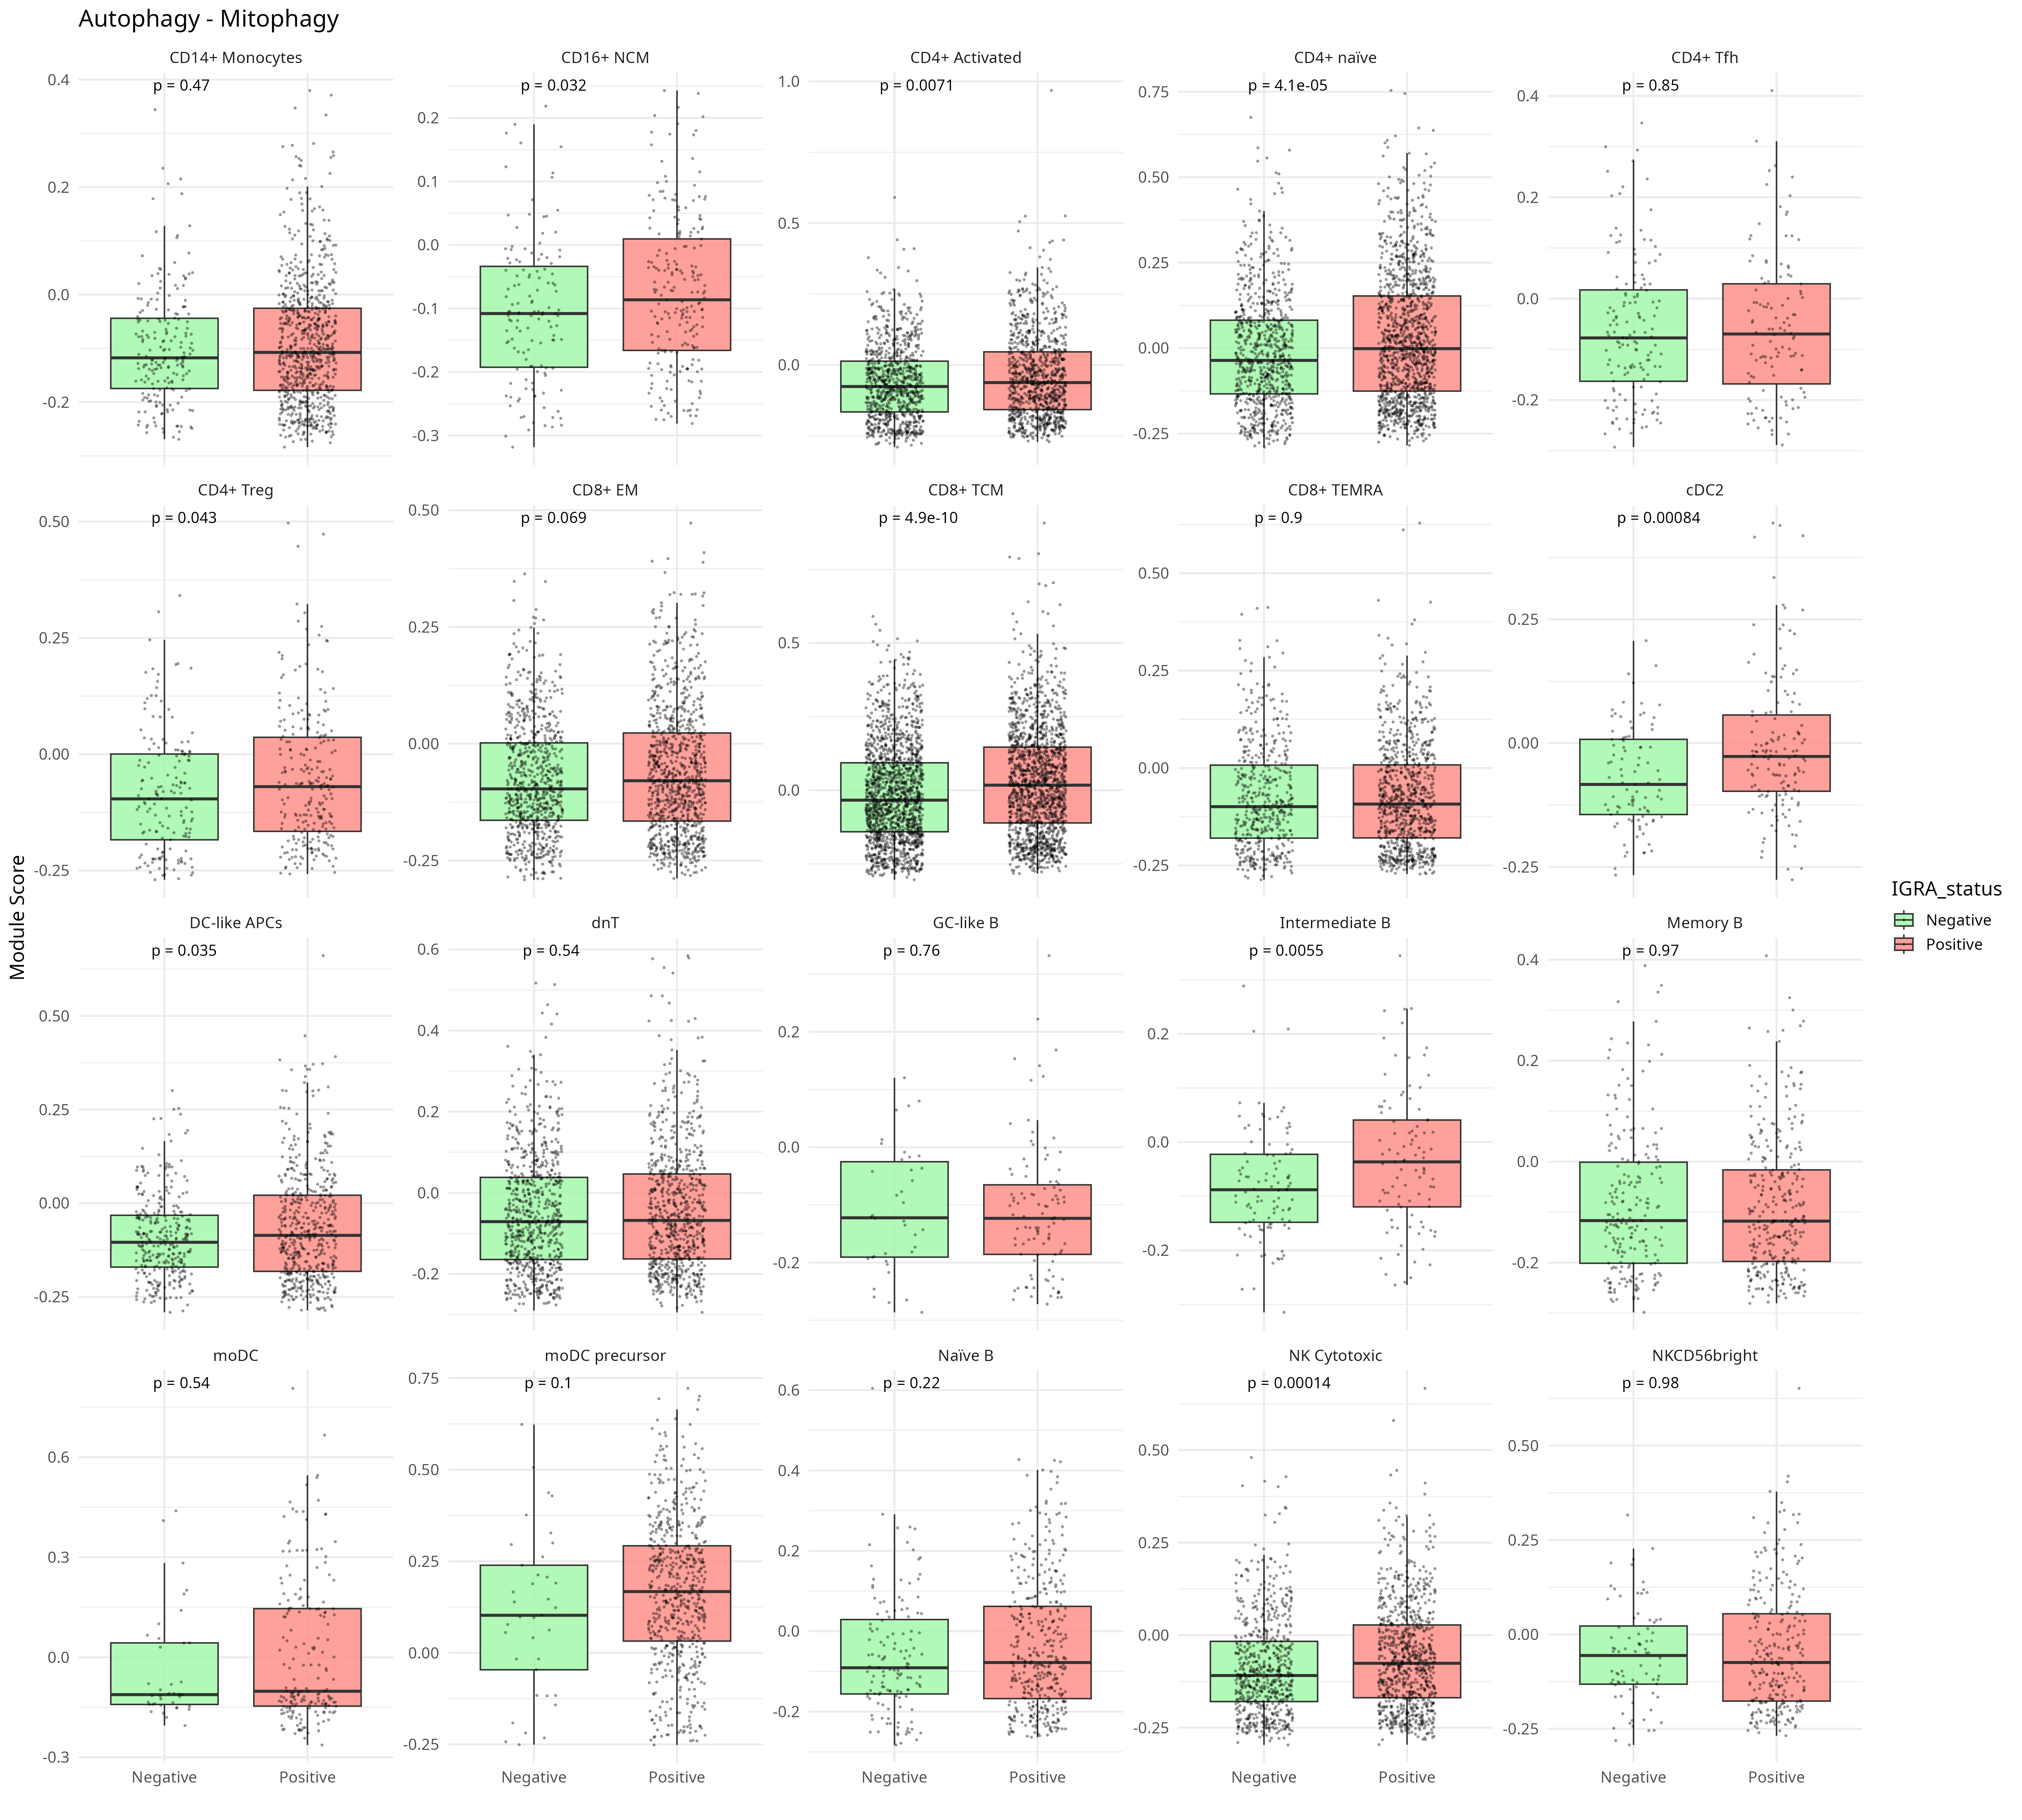 Autophagy - Mitophagy
CD14+ Monocytes
CD16+ NCM
CD4+ Activated
CD4+ naïve
CD4+ Tfh
p = 0.47
p = 0.032
p = 0.0071
p = 4.1e-05
p = 0.85
0.4
0.2
0.0
-0.2
0.2
0.1
0.0
-0.1
-0.2
-0.3
1.0
0.5
0.0
0.75
0.50
0.25
0.00
-0.25
0.4
0.2
0.0
-0.2
CD4+ Treg
CD8+ EM
CD8+ TCM
CD8+ TEMRA
cDC2
p = 0.043
p = 0.069
p = 4.9e-10
p = 0.9
p = 0.00084
0.50
0.25
0.00
-0.25
0.50
0.25
0.00
-0.25
0.5
0.0
0.50
0.25
0.00
-0.25
0.25
0.00
-0.25
DC-like APCs
dnT
GC-like B
Intermediate B
Memory B
p = 0.035
p = 0.54
p = 0.76
p = 0.0055
p = 0.97
0.50
0.25
0.00
-0.25
0.6
0.4
0.2
0.0
-0.2
0.2
0.0
-0.2
0.2
0.0
-0.2
0.4
0.2
0.0
-0.2
moDC
moDC precursor
Naïve B
NK Cytotoxic
NKCD56bright
p = 0.54
p = 0.1
p = 0.22
p = 0.00014
p = 0.98
0.6
0.3
0.0
-0.3
0.75
0.50
0.25
0.00
-0.25
0.6
0.4
0.2
0.0
-0.2
0.50
0.25
0.00
-0.25
0.50
0.25
0.00
-0.25
Negative
Positive
Negative
Positive
Negative
Positive
Negative
Positive
Negative
Positive
Module Score
IGRA_status
Negative
Positive